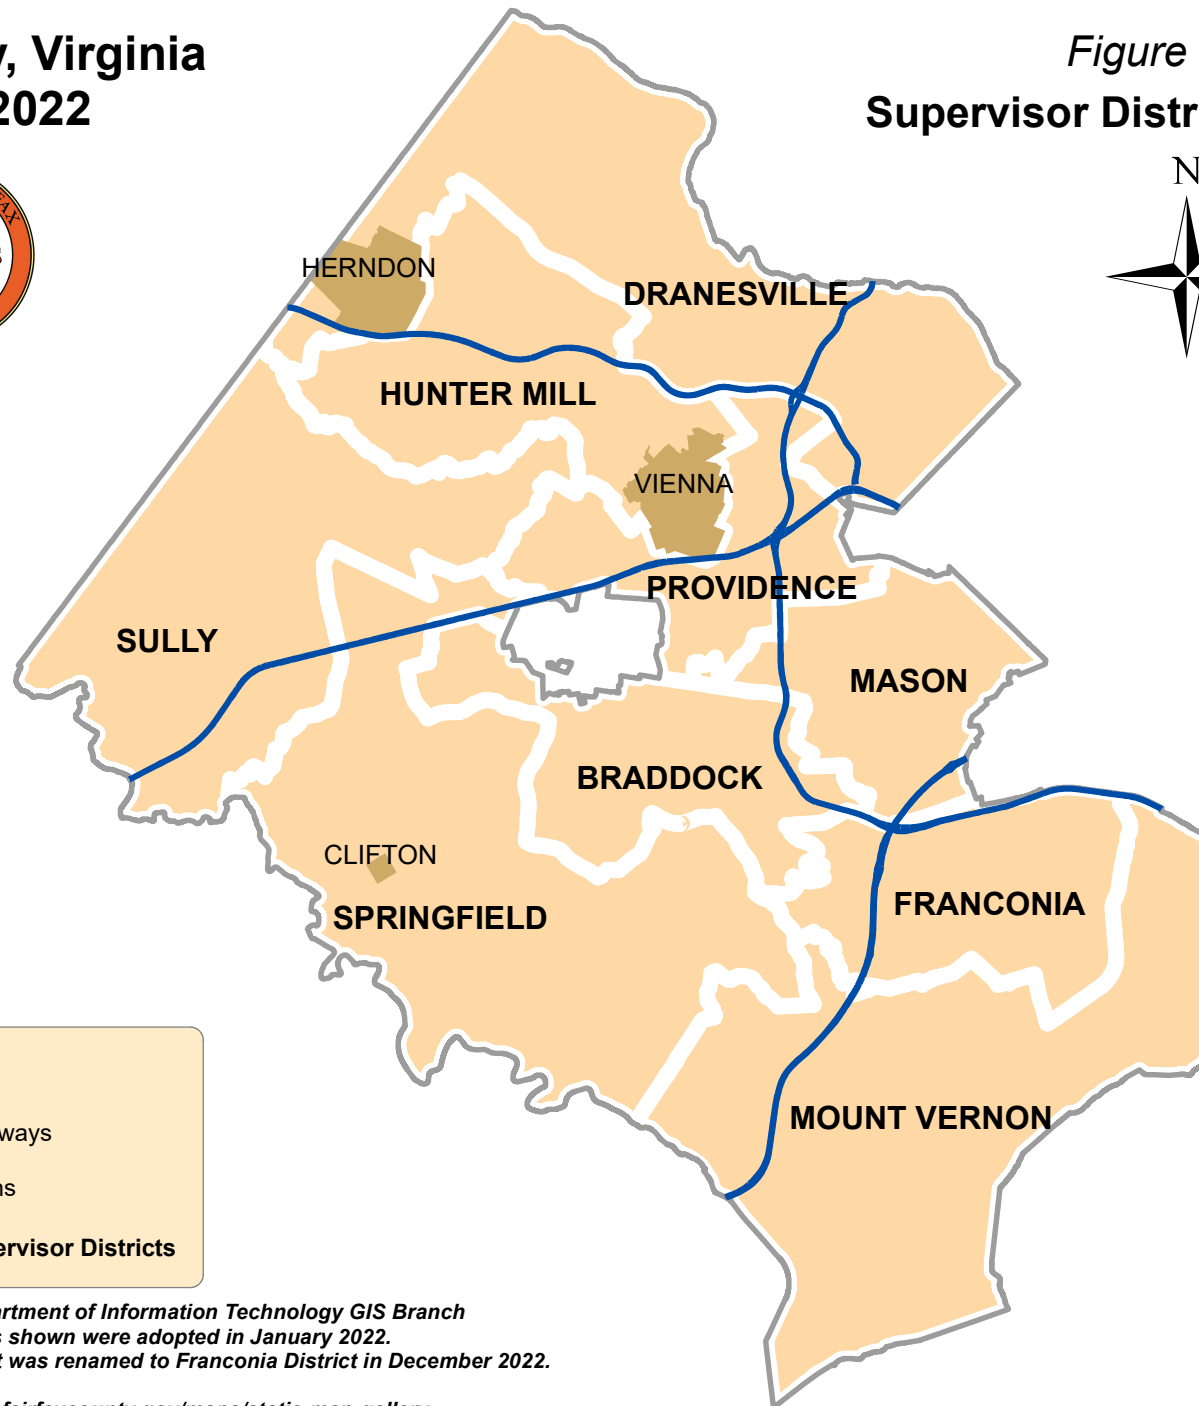 , Virginia
2022
Figure
Supervisor Distr
N
AX
HERNDON
DRANESVILLE
HUNTER MILL
VIENNA
PROVIDENCE
SULLY
MASON
BRADDOCK
CLIFTON
FRANCONIA
SPRINGFIELD
MOUNT VERNON
ways
ns
ervisor Districts
artment of Information Technology GIS Branch
s shown were adopted in January 2022.
t was renamed to Franconia District in December 2022.